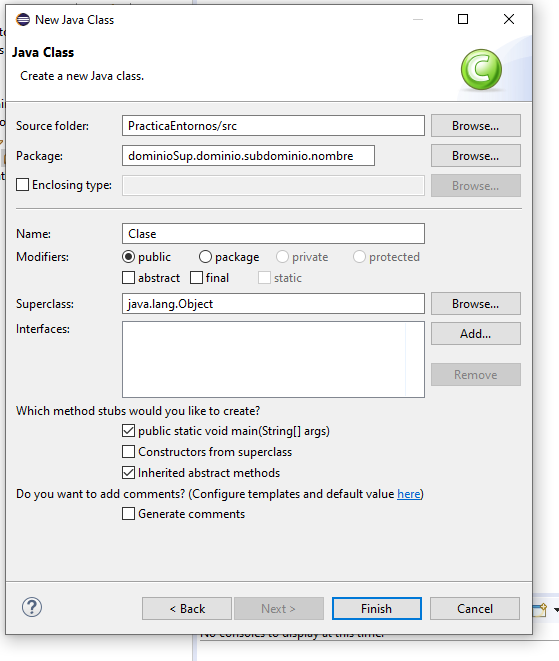 New Java Class
Java Class
Create a new Java class.
Source folder: PracticaEntornos/src Browse...
Package: dominioSup.dominio.subdominio.nombre Browse...
Enclosing type: Browse...
Name: Clase
Modifiers: public package private protected
abstract final static
Superclass: java.lang.Object Browse...
Interfaces: Add...
Remove
Which method stubs would you like to create?
public static void main(String[] args)
Constructors from superclass
Inherited abstract methods
Do you want to add comments? (Configure templates and default value here)
Generate comments
? < Back Next > Finish Cancel
No consoles to display at this time.